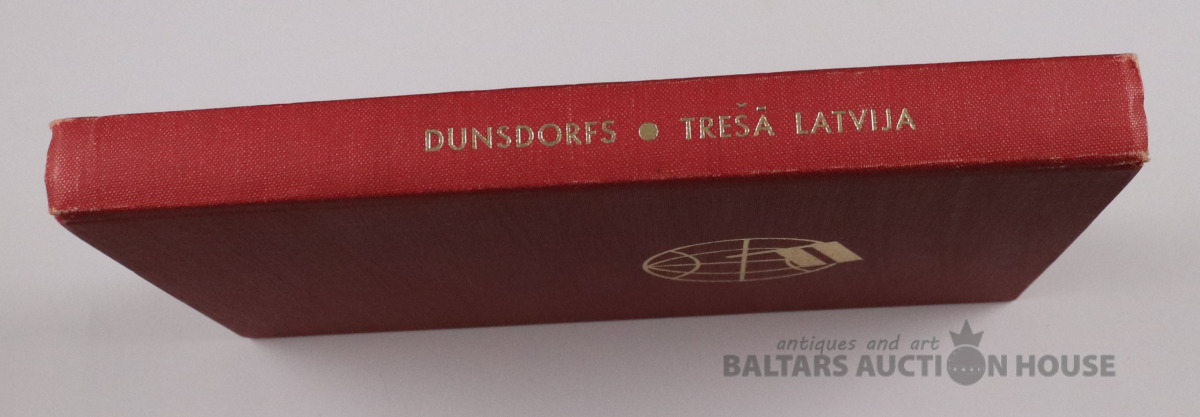 DUNSDORFS ● TREŠĀ LATVIJA
antiques and art
BALTARS AUCTION HOUSE